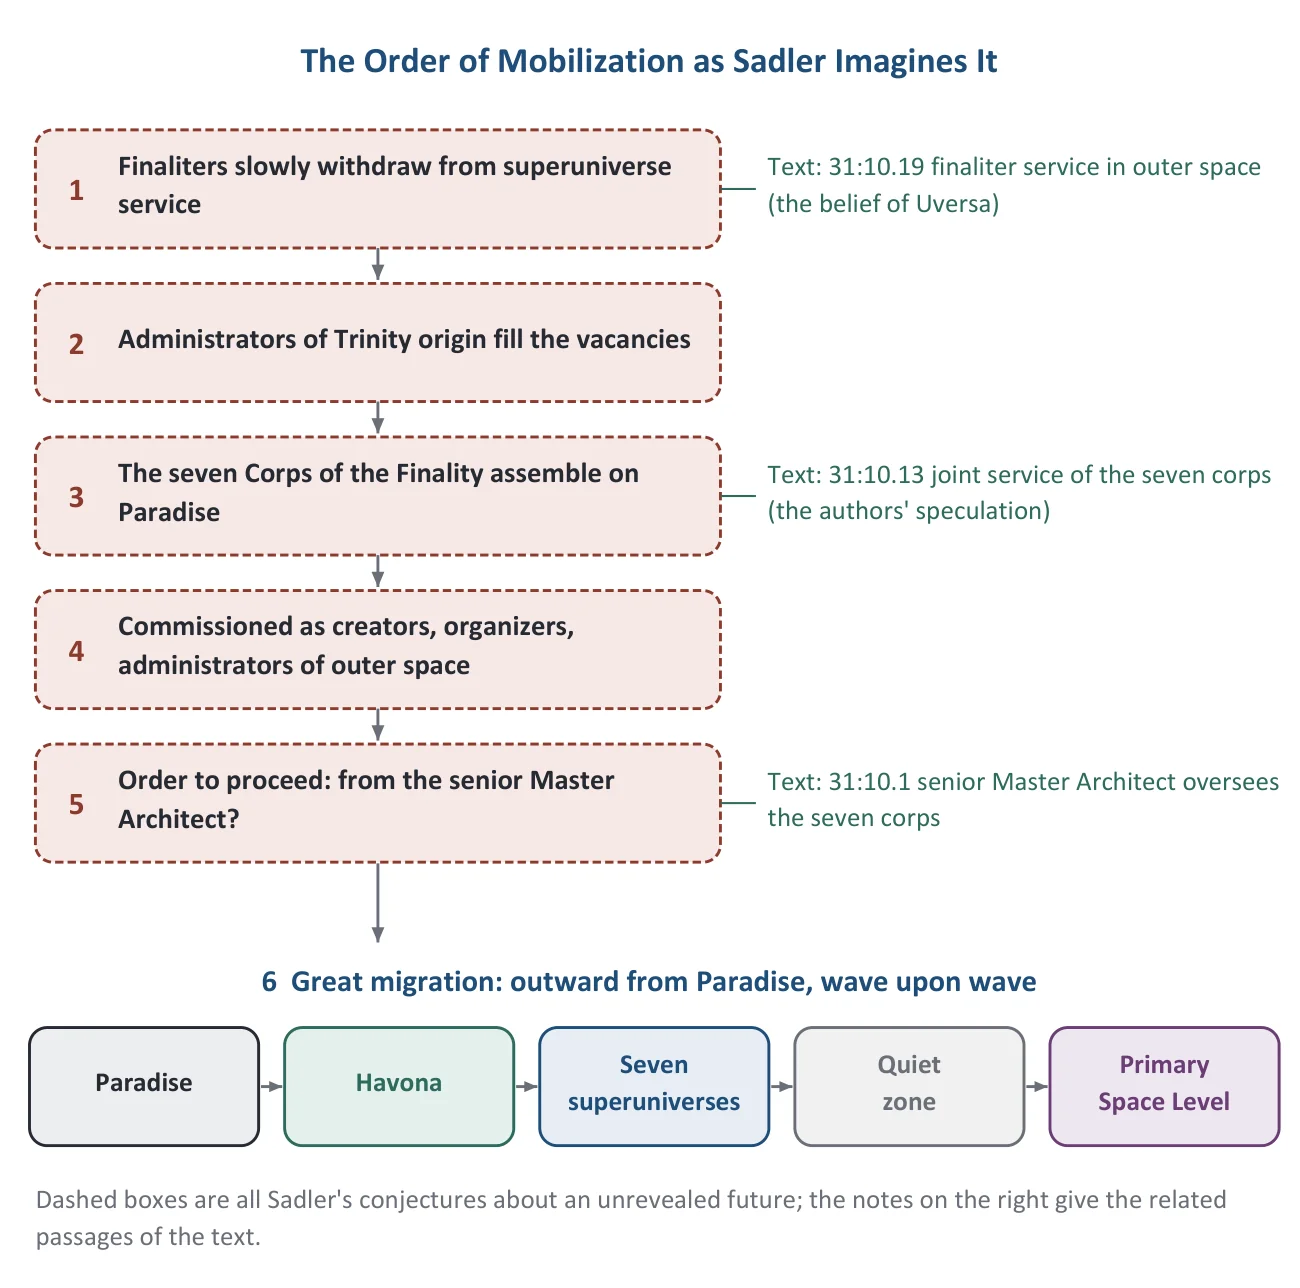 The Order of Mobilization as Sadler Imagines It
1
Finaliters slowly withdraw from superuniverse
service
Text: 31:10.19 finaliter service in outer space
(the belief of Uversa)
2
Administrators of Trinity origin fill the vacancies
3
The seven Corps of the Finality assemble on
Paradise
Text: 31:10.13 joint service of the seven corps
(the authors' speculation)
4
Commissioned as creators, organizers,
administrators of outer space
5
Order to proceed: from the senior Master
Architect?
Text: 31:10.1 senior Master Architect oversees
the seven corps
6 Great migration: outward from Paradise, wave upon wave
Paradise
Havona
Seven
superuniverses
Quiet
zone
Primary
Space Level
Dashed boxes are all Sadler's conjectures about an unrevealed future; the notes on the right give the related
passages of the text.